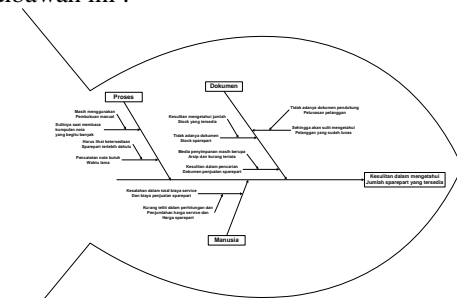 dibawah ini :
Dokumen
Proses
Masih menggunakan
Pembukuan manual
Sulitnya saat membaca
kumpulan nota
yang begitu banyak
Harus lihat ketersediaan
Sparepart terlebih dahulu
Pencatatan nota butuh
Waktu lama
Kesulitan mengetahui jumlah
Stock yang tersedia
Tidak adanya dokumen
Stock sparepart
Media penyimpanan masih berupa
Arsip dan kurang tertata
Kesulitan dalam pencarian
Dokumen penjualan sparepart
Tidak adanya dokumen pendukung
Pelunasan pelanggan
Sehingga akan sulit mengetahui
Pelanggan yang sudah lunas
Kesulitan dalam mengetahui
Jumlah sparepart yang tersedia
Kesalahan dalam total biaya service
Dan biaya penjualan sparepart
Kurang teliti dalam perhitungan dan
Penjumlahan harga service dan
Harga sparepart
Manusia